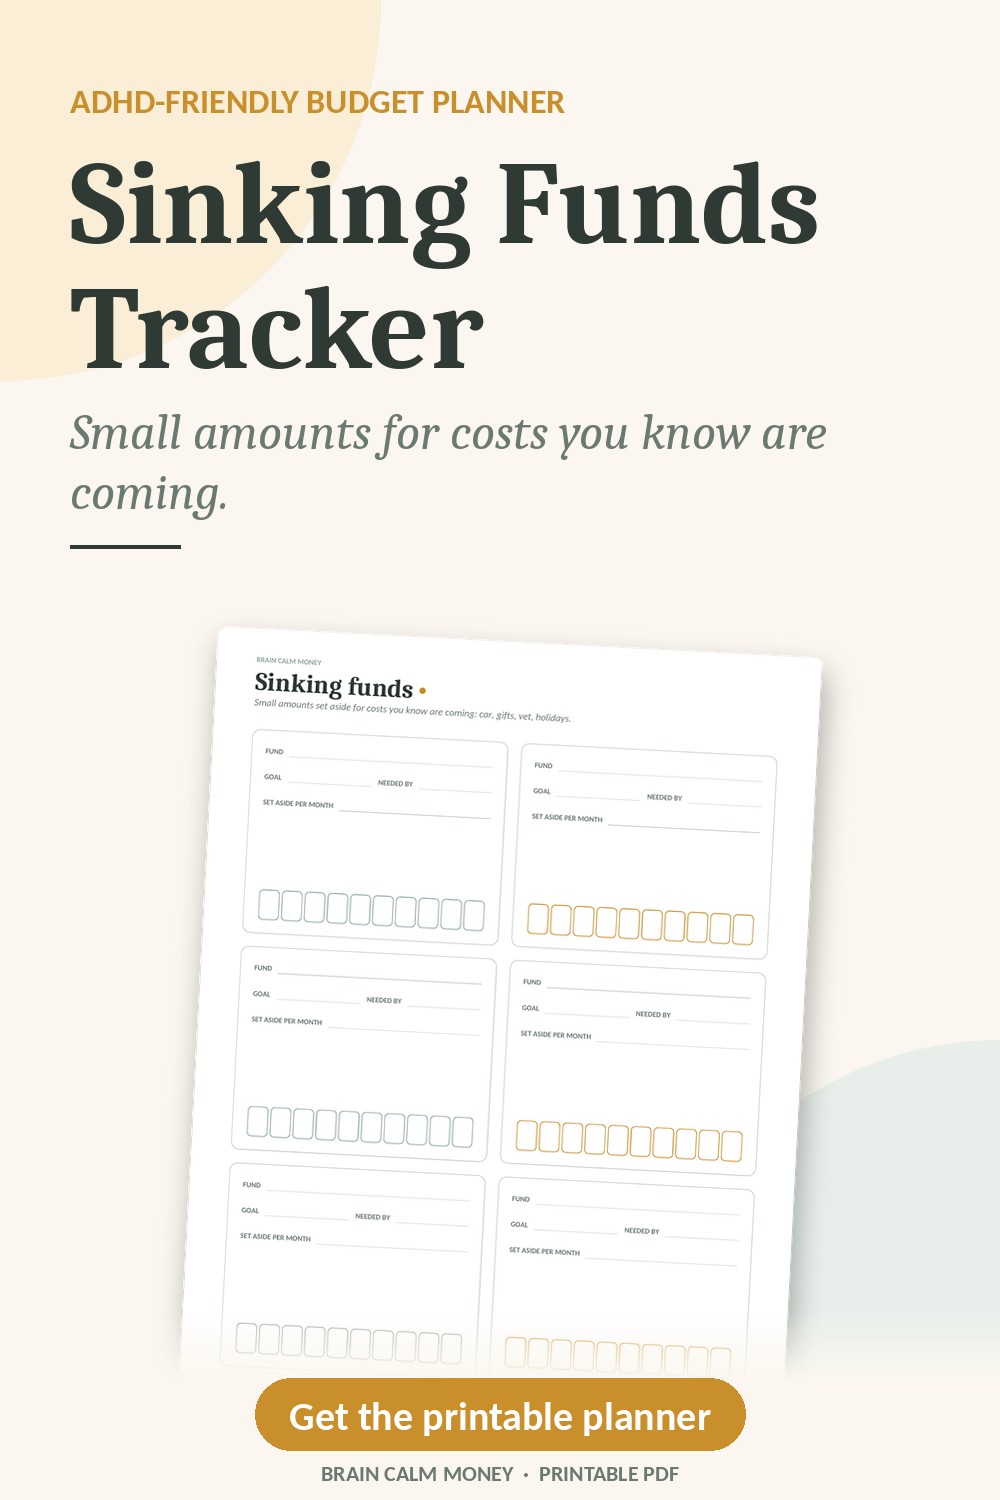 ADHD-FRIENDLY BUDGET PLANNER
Sinking Funds
Tracker
Small amounts for costs you know are
coming.
BRAIN CALM MONEY
Sinking funds •
Small amounts set aside for costs you know are coming: car, gifts, vet, holidays.
FUND
GOAL NEEDED BY
SET ASIDE PER MONTH
FUND
GOAL NEEDED BY
SET ASIDE PER MONTH
FUND
GOAL NEEDED BY
SET ASIDE PER MONTH
FUND
GOAL NEEDED BY
SET ASIDE PER MONTH
FUND
GOAL NEEDED BY
SET ASIDE PER MONTH
FUND
GOAL NEEDED BY
SET ASIDE PER MONTH
Get the printable planner
BRAIN CALM MONEY · PRINTABLE PDF